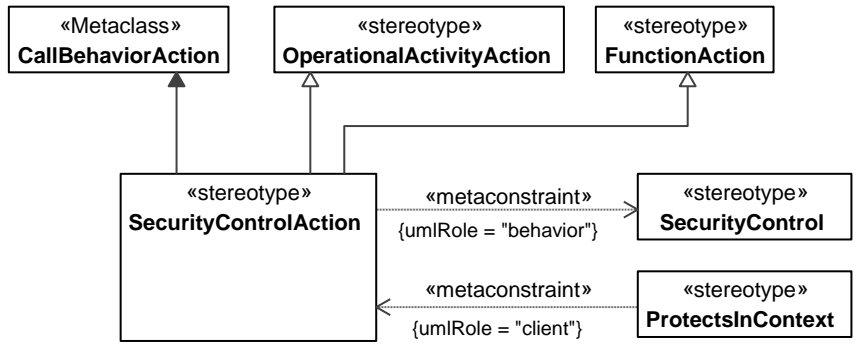 «Metaclass»
CallBehaviorAction
«stereotype»
OperationalActivityAction
«stereotype»
FunctionAction
«stereotype»
SecurityControlAction
«metaconstraint»
{umlRole = "behavior"}
«stereotype»
SecurityControl
«metaconstraint»
{umlRole = "client"}
«stereotype»
ProtectsInContext